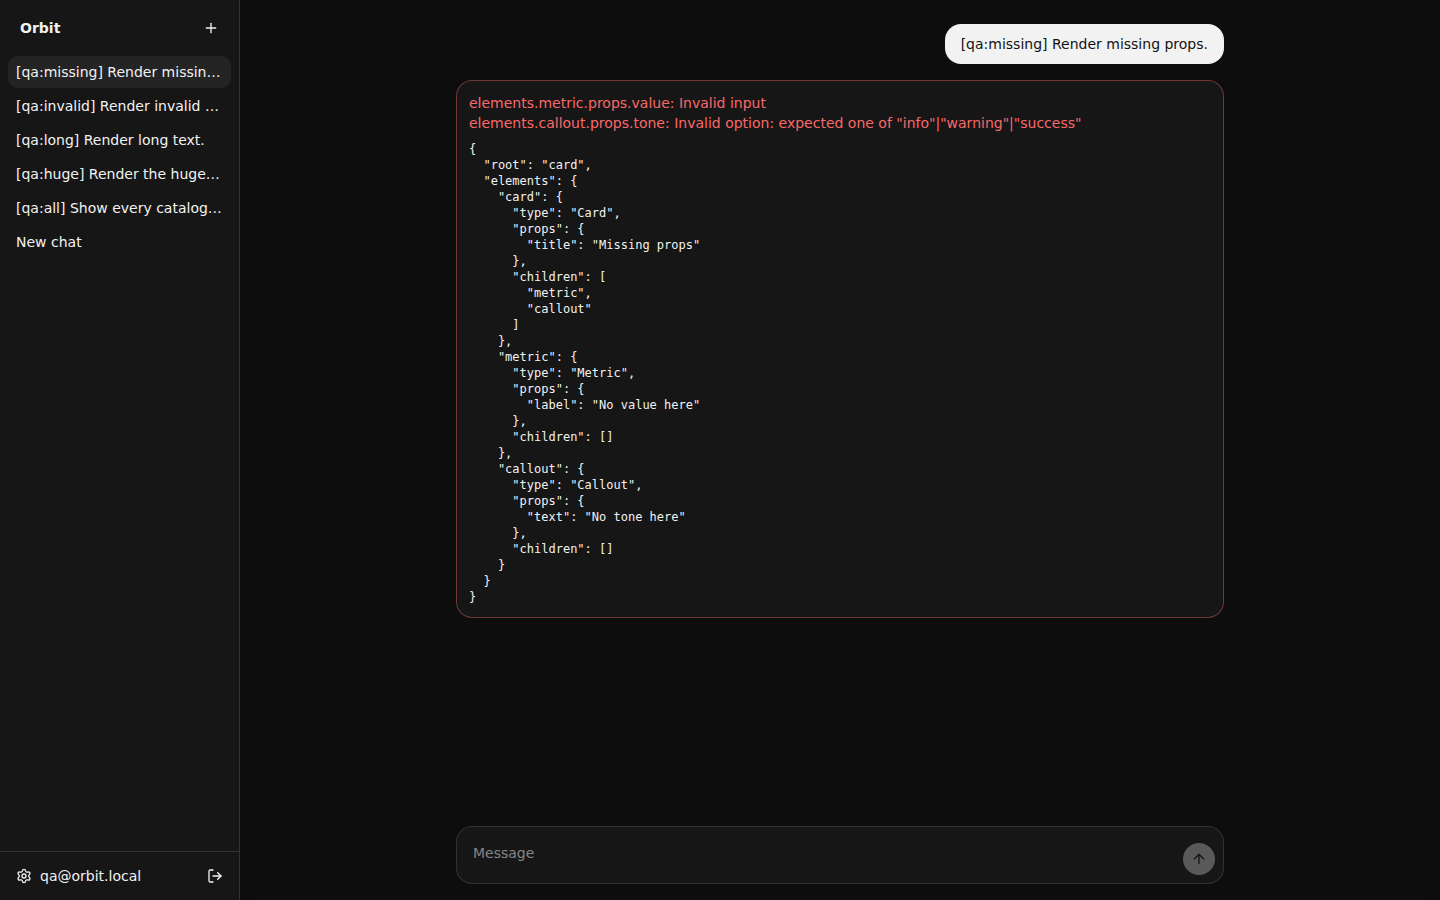 Orbit
[qa:missing] Render missin...
[qa:invalid] Render invalid ...
[qa:long] Render long text.
[qa:huge] Render the huge...
[qa:all] Show every catalog...
New chat
qa@orbit.local
[qa:missing] Render missing props.
elements.metric.props.value: Invalid input
elements.callout.props.tone: Invalid option: expected one of "info"|"warning"|"success"
{
  "root": "card",
  "elements": {
    "card": {
      "type": "Card",
      "props": {
        "title": "Missing props"
      },
      "children": [
        "metric",
        "callout"
      ]
    },
    "metric": {
      "type": "Metric",
      "props": {
        "label": "No value here"
      },
      "children": []
    },
    "callout": {
      "type": "Callout",
      "props": {
        "text": "No tone here"
      },
      "children": []
    }
  }
}
Message